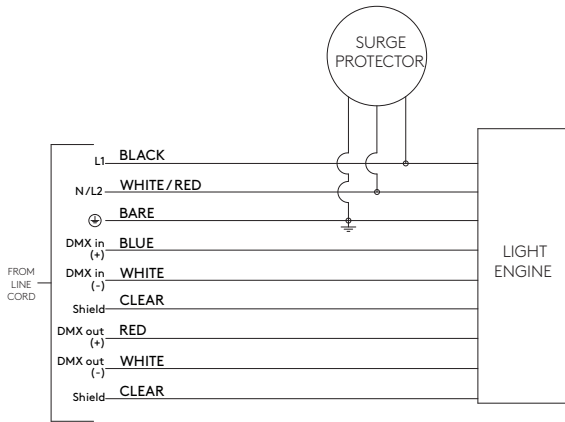 SURGE
PROTECTOR
L1 BLACK
N/L2 WHITE/RED
BARE
DMX in BLUE
(+)
DMX in WHITE
(-)
Shield CLEAR
DMX out RED
(+)
DMX out WHITE
(-)
Shield CLEAR
FROM
LINE
CORD
LIGHT
ENGINE